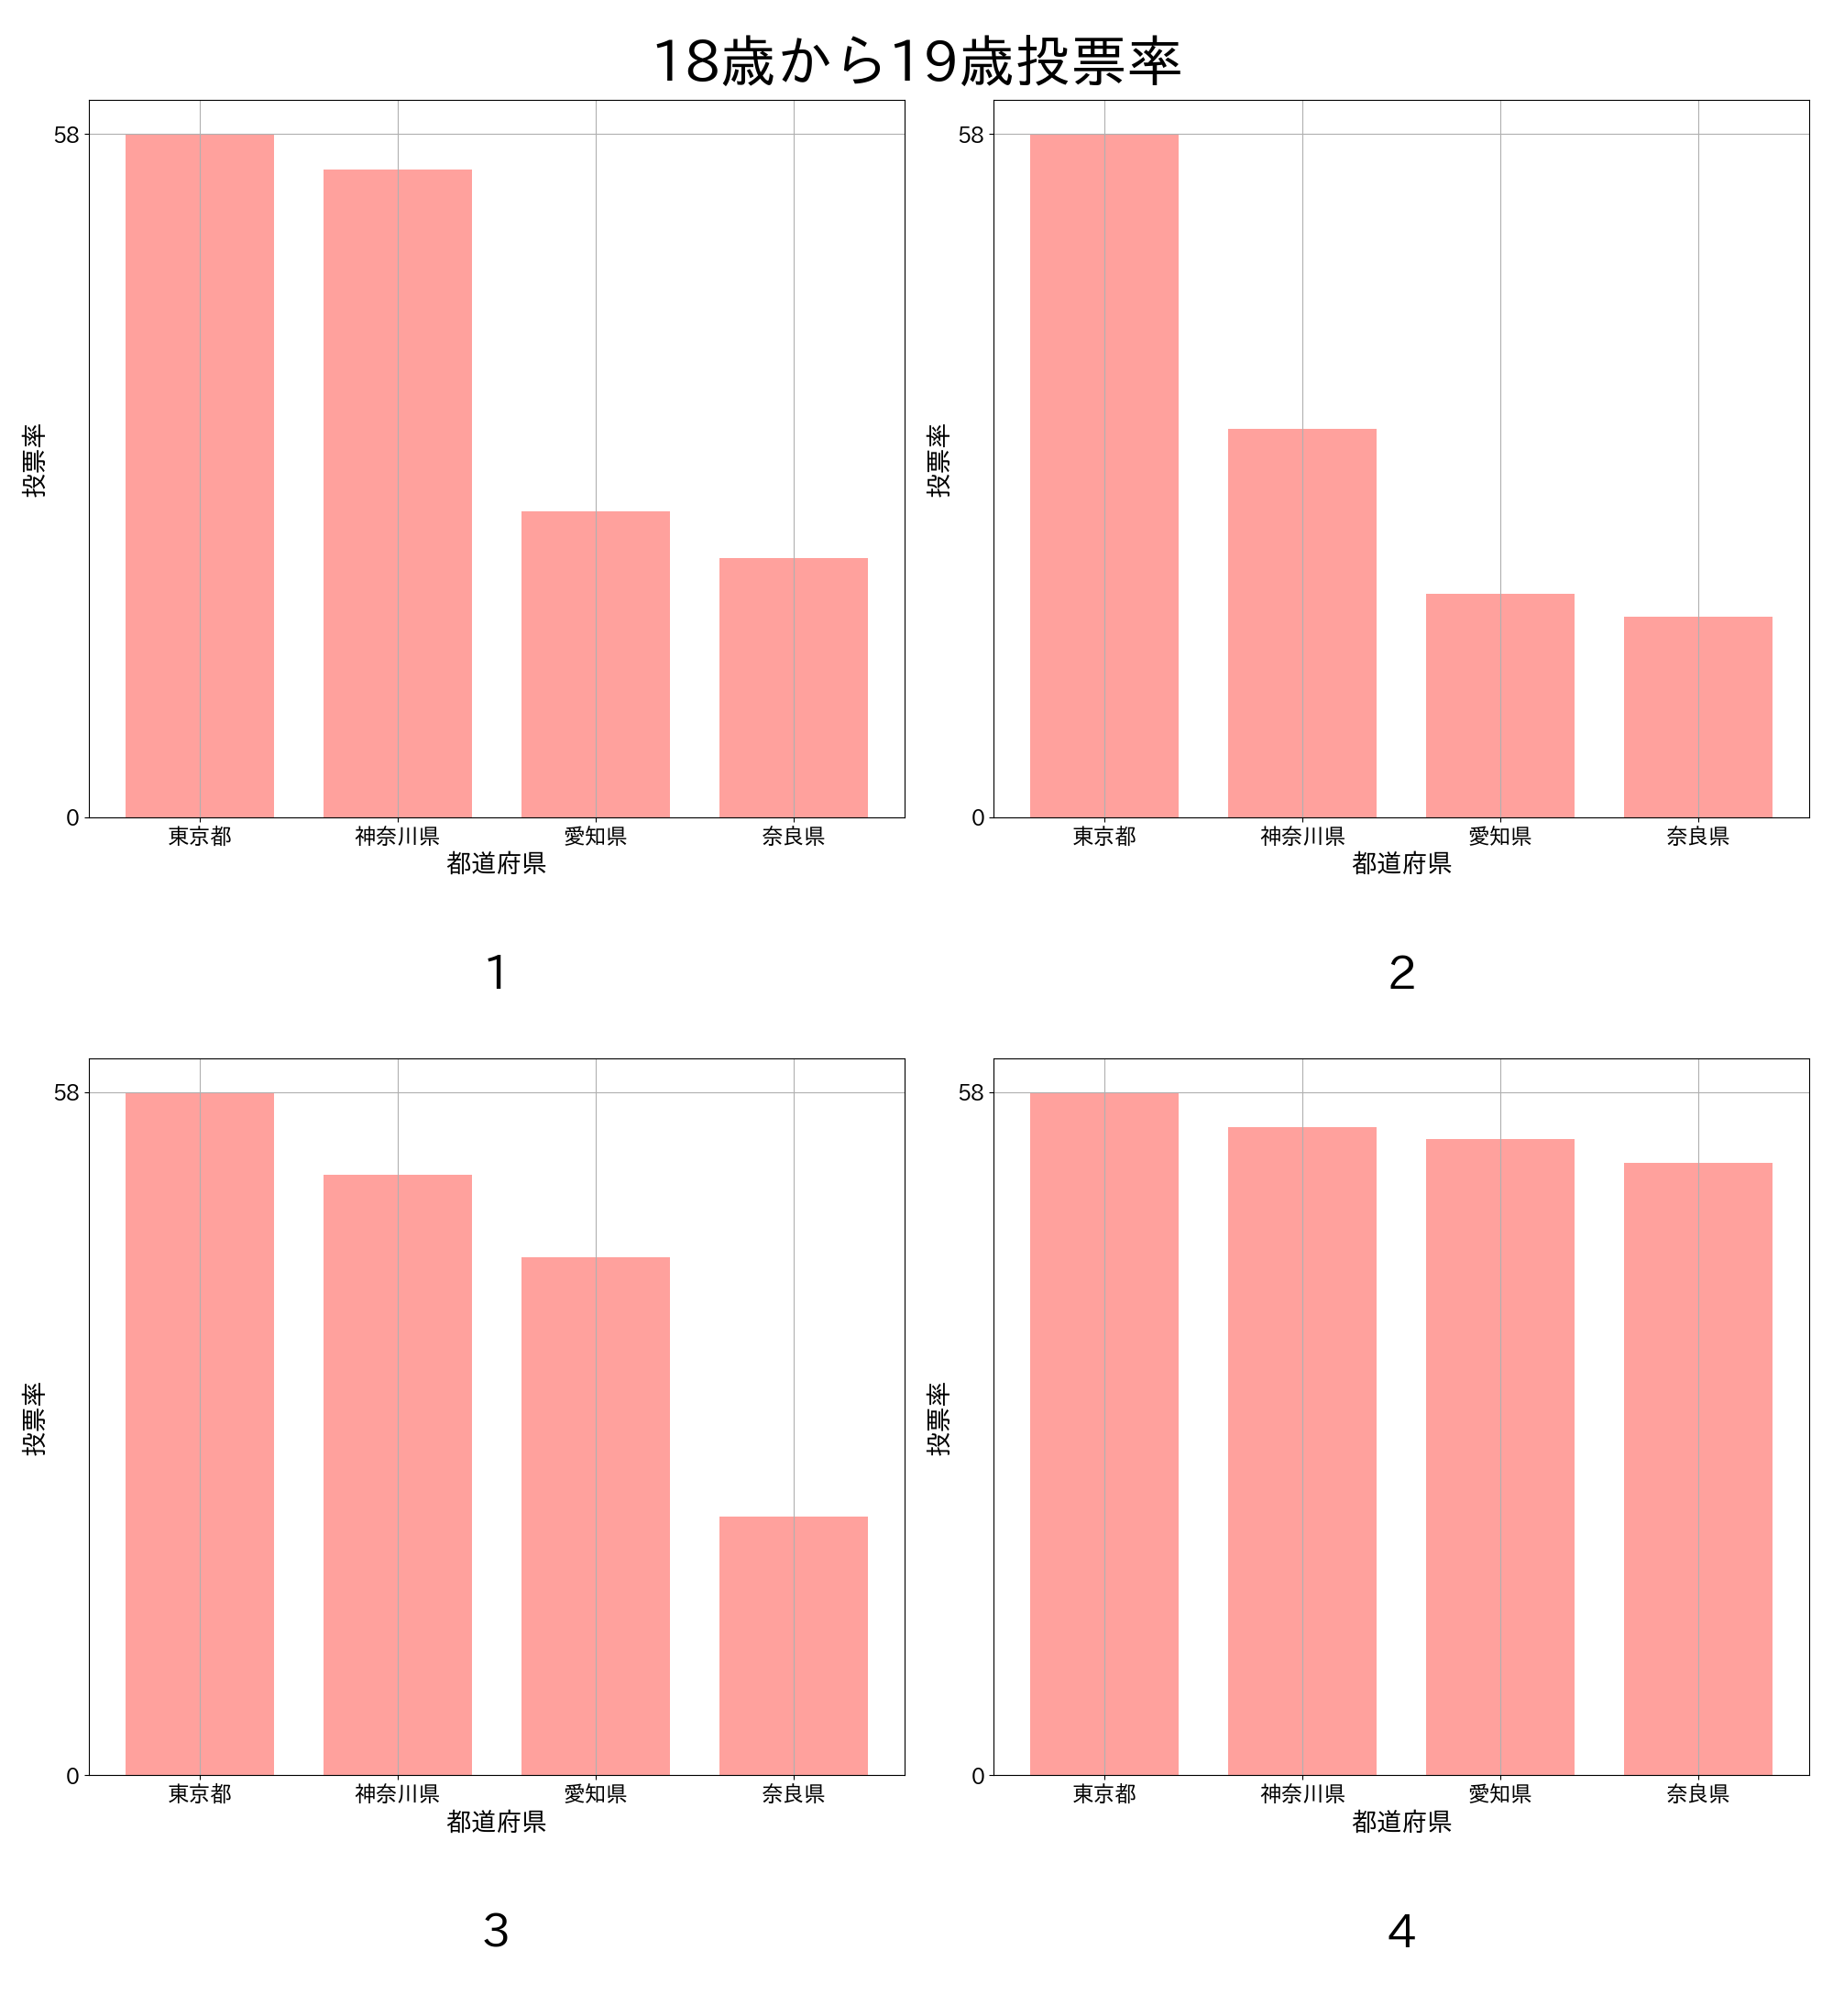 18歳から19歳投票率
58
0
投票率
東京都 神奈川県 愛知県 奈良県
都道府県
1
58
0
投票率
東京都 神奈川県 愛知県 奈良県
都道府県
2
58
0
投票率
東京都 神奈川県 愛知県 奈良県
都道府県
3
58
0
投票率
東京都 神奈川県 愛知県 奈良県
都道府県
4